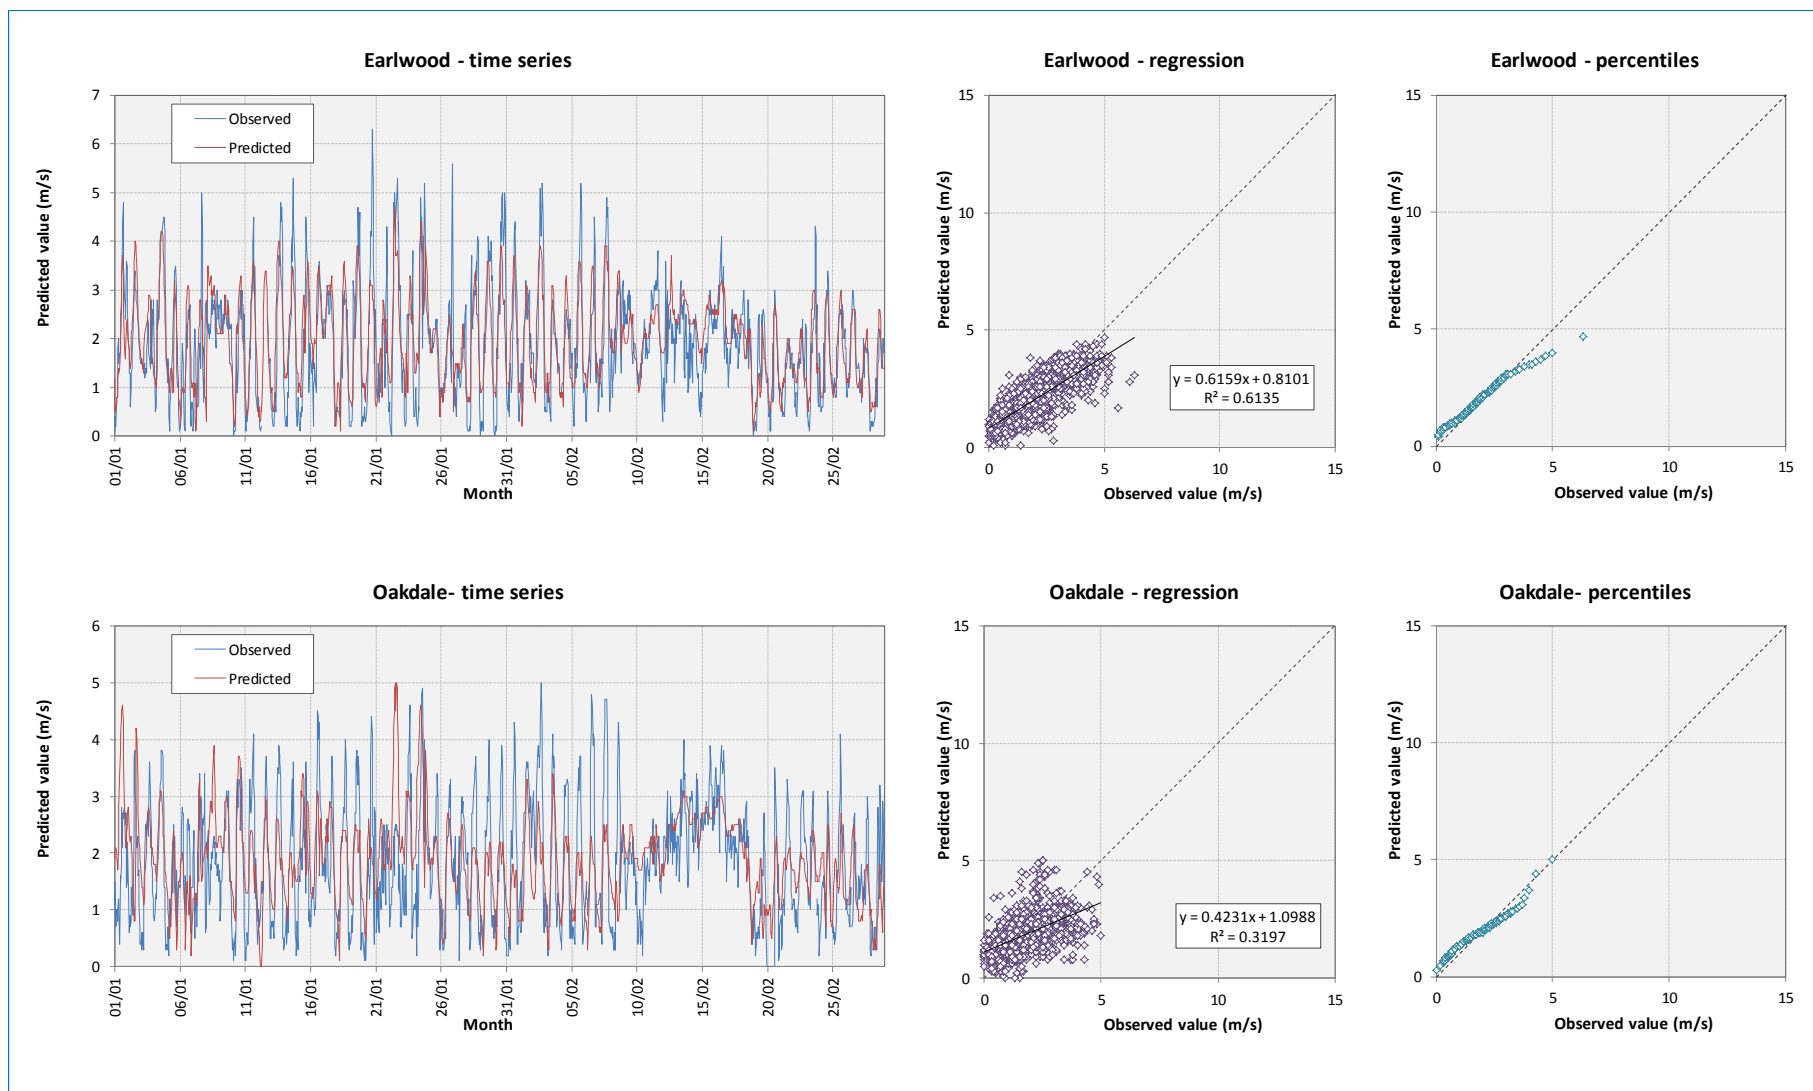 Earlwood - time series
Predicted value (m/s)
7
6
5
4
3
2
1
0
Observed
Predicted
01/01
06/01
11/01
16/01
21/01
26/01
31/01
05/02
10/02
15/02
20/02
25/02
Month
Earlwood - regression
Predicted value (m/s)
15
10
5
0
y = 0.6159x + 0.8101
R² = 0.6135
0
5
10
15
Observed value (m/s)
Earlwood - percentiles
Predicted value (m/s)
15
10
5
0
0
5
10
15
Observed value (m/s)
Oakdale- time series
Predicted value (m/s)
6
5
4
3
2
1
0
Observed
Predicted
01/01
06/01
11/01
16/01
21/01
26/01
31/01
05/02
10/02
15/02
20/02
25/02
Month
Oakdale - regression
Predicted value (m/s)
15
10
5
0
y = 0.4231x + 1.0988
R² = 0.3197
0
5
10
15
Observed value (m/s)
Oakdale- percentiles
Predicted value (m/s)
15
10
5
0
0
5
10
15
Observed value (m/s)